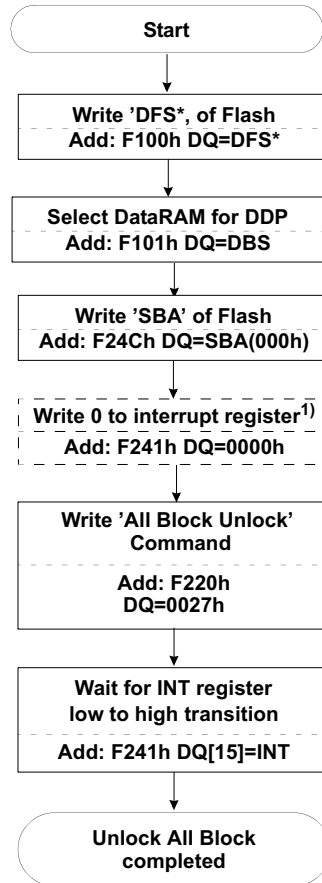 Start
Write 'DFS*, of Flash
Add: F100h DQ=DFS*
Select DataRAM for DDP
Add: F101h DQ=DBS
Write 'SBA' of Flash
Add: F24Ch DQ=SBA(000h)
Write 0 to interrupt register1)
Add: F241h DQ=0000h
Write 'All Block Unlock'
Command
Add: F220h
DQ=0027h
Wait for INT register
low to high transition
Add: F241h DQ[15]=INT
Unlock All Block
completed